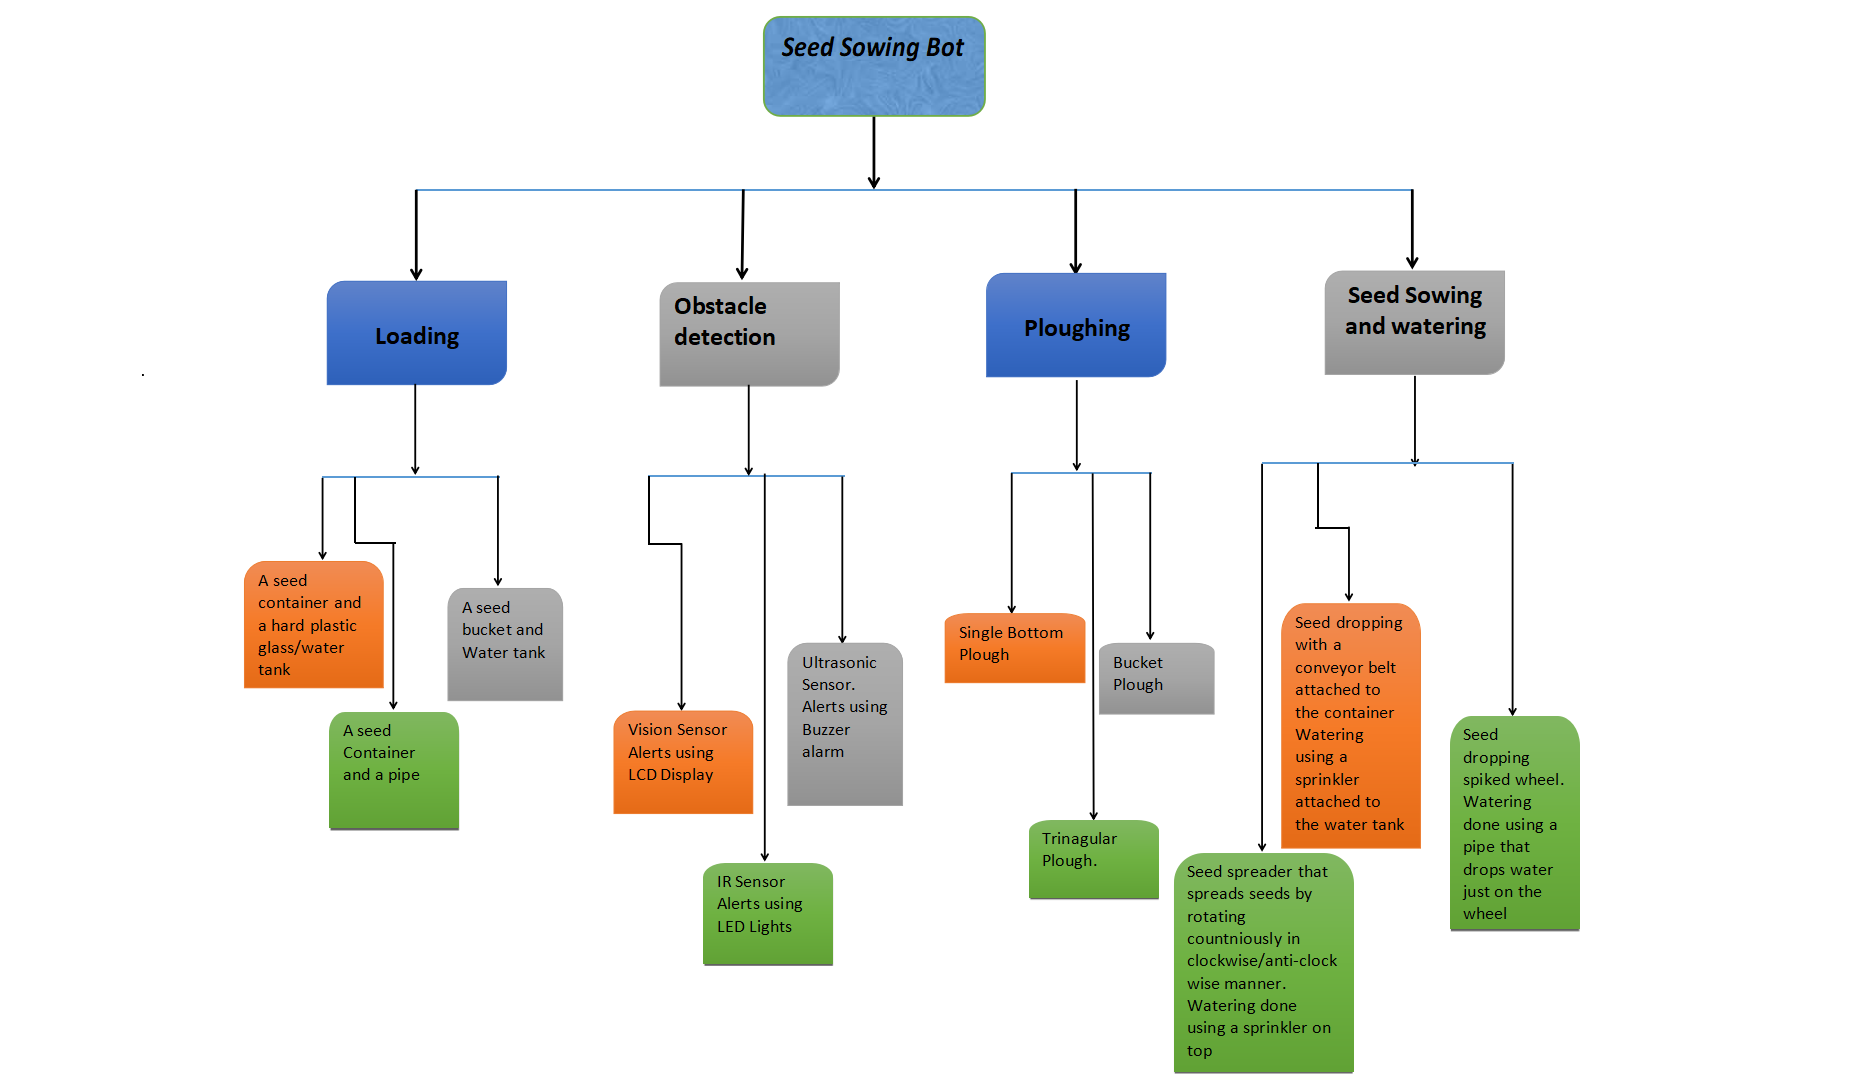 Seed Sowing Bot
Loading
Obstacle
detection
Ploughing
Seed Sowing
and watering
A seed
container and
a hard plastic
glass/water
tank
A seed
Container
and a pipe
A seed
bucket and
Water tank
Vision Sensor
Alerts using
LCD Display
IR Sensor
Alerts using
LED Lights
Ultrasonic
Sensor.
Alerts using
Buzzer
alarm
Single Bottom
Plough
Trinagular
Plough.
Bucket
Plough
Seed spreader that
spreads seeds by
rotating
countniously in
clockwise/anti-clock
wise manner.
Watering done
using a sprinkler on
top
Seed dropping
with a
conveyor belt
attached to
the container
Watering
using a
sprinkler
attached to
the water tank
Seed
dropping
spiked wheel.
Watering
done using a
pipe that
drops water
just on the
wheel